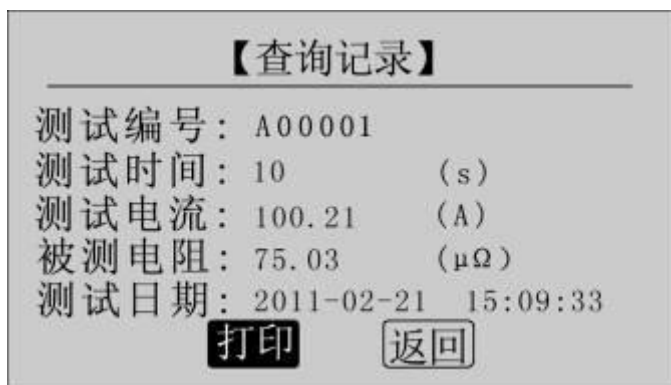 【查询记录】
测试编号: A00001
测试时间: 10 (s)
测试电流: 100.21 (A)
被测电阻: 75.03 (μΩ)
测试日期: 2011-02-21 15:09:33
打印 返回